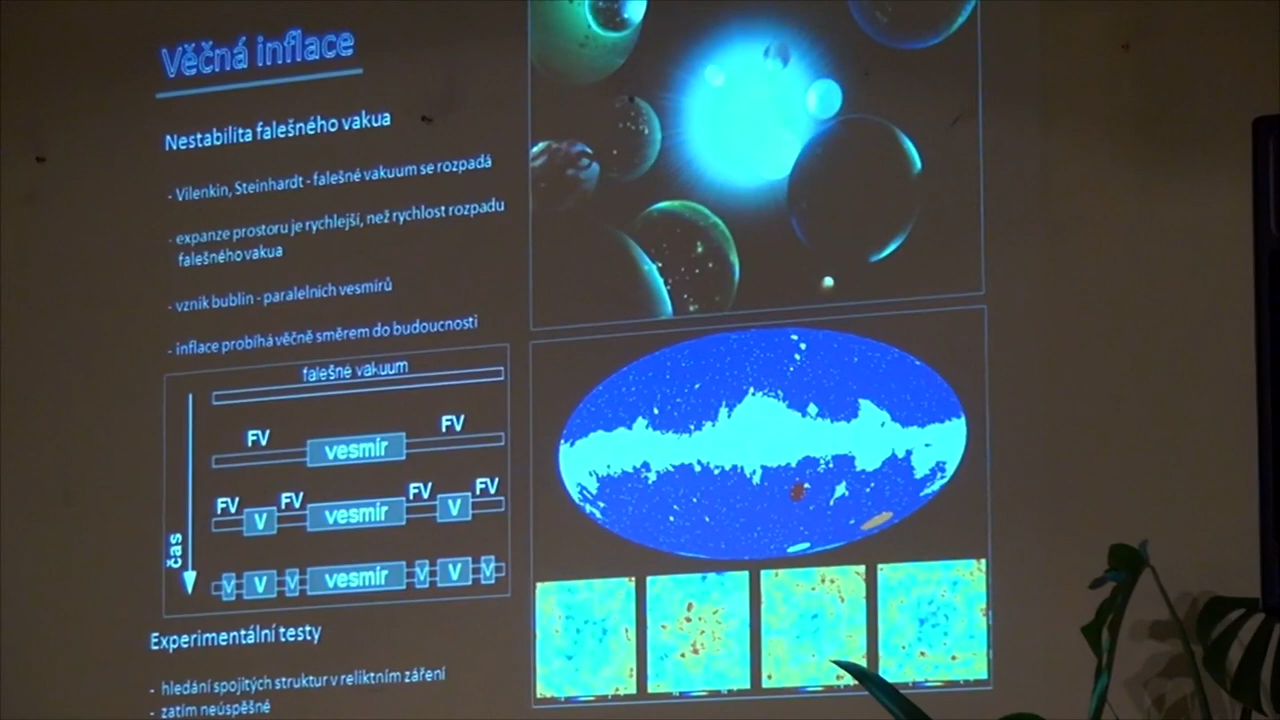 Věčná inflace
Nestabilita falešného vakua
- Vilenkin, Steinhardt - falešné vakuum se rozpadá
- expanze prostoru je rychlejší, než rychlost rozpadu
falešného vakua
- vznik bublin - paralelních vesmírů
- inflace probíhá věčně směrem do budoucnosti
falešné vakuum
FV FV
vesmír
FV FV FV FV
V vesmír V
čas
V V V vesmír V V V
Experimentální testy
- hledání spojitých struktur v reliktním záření
- zatím neúspěšné